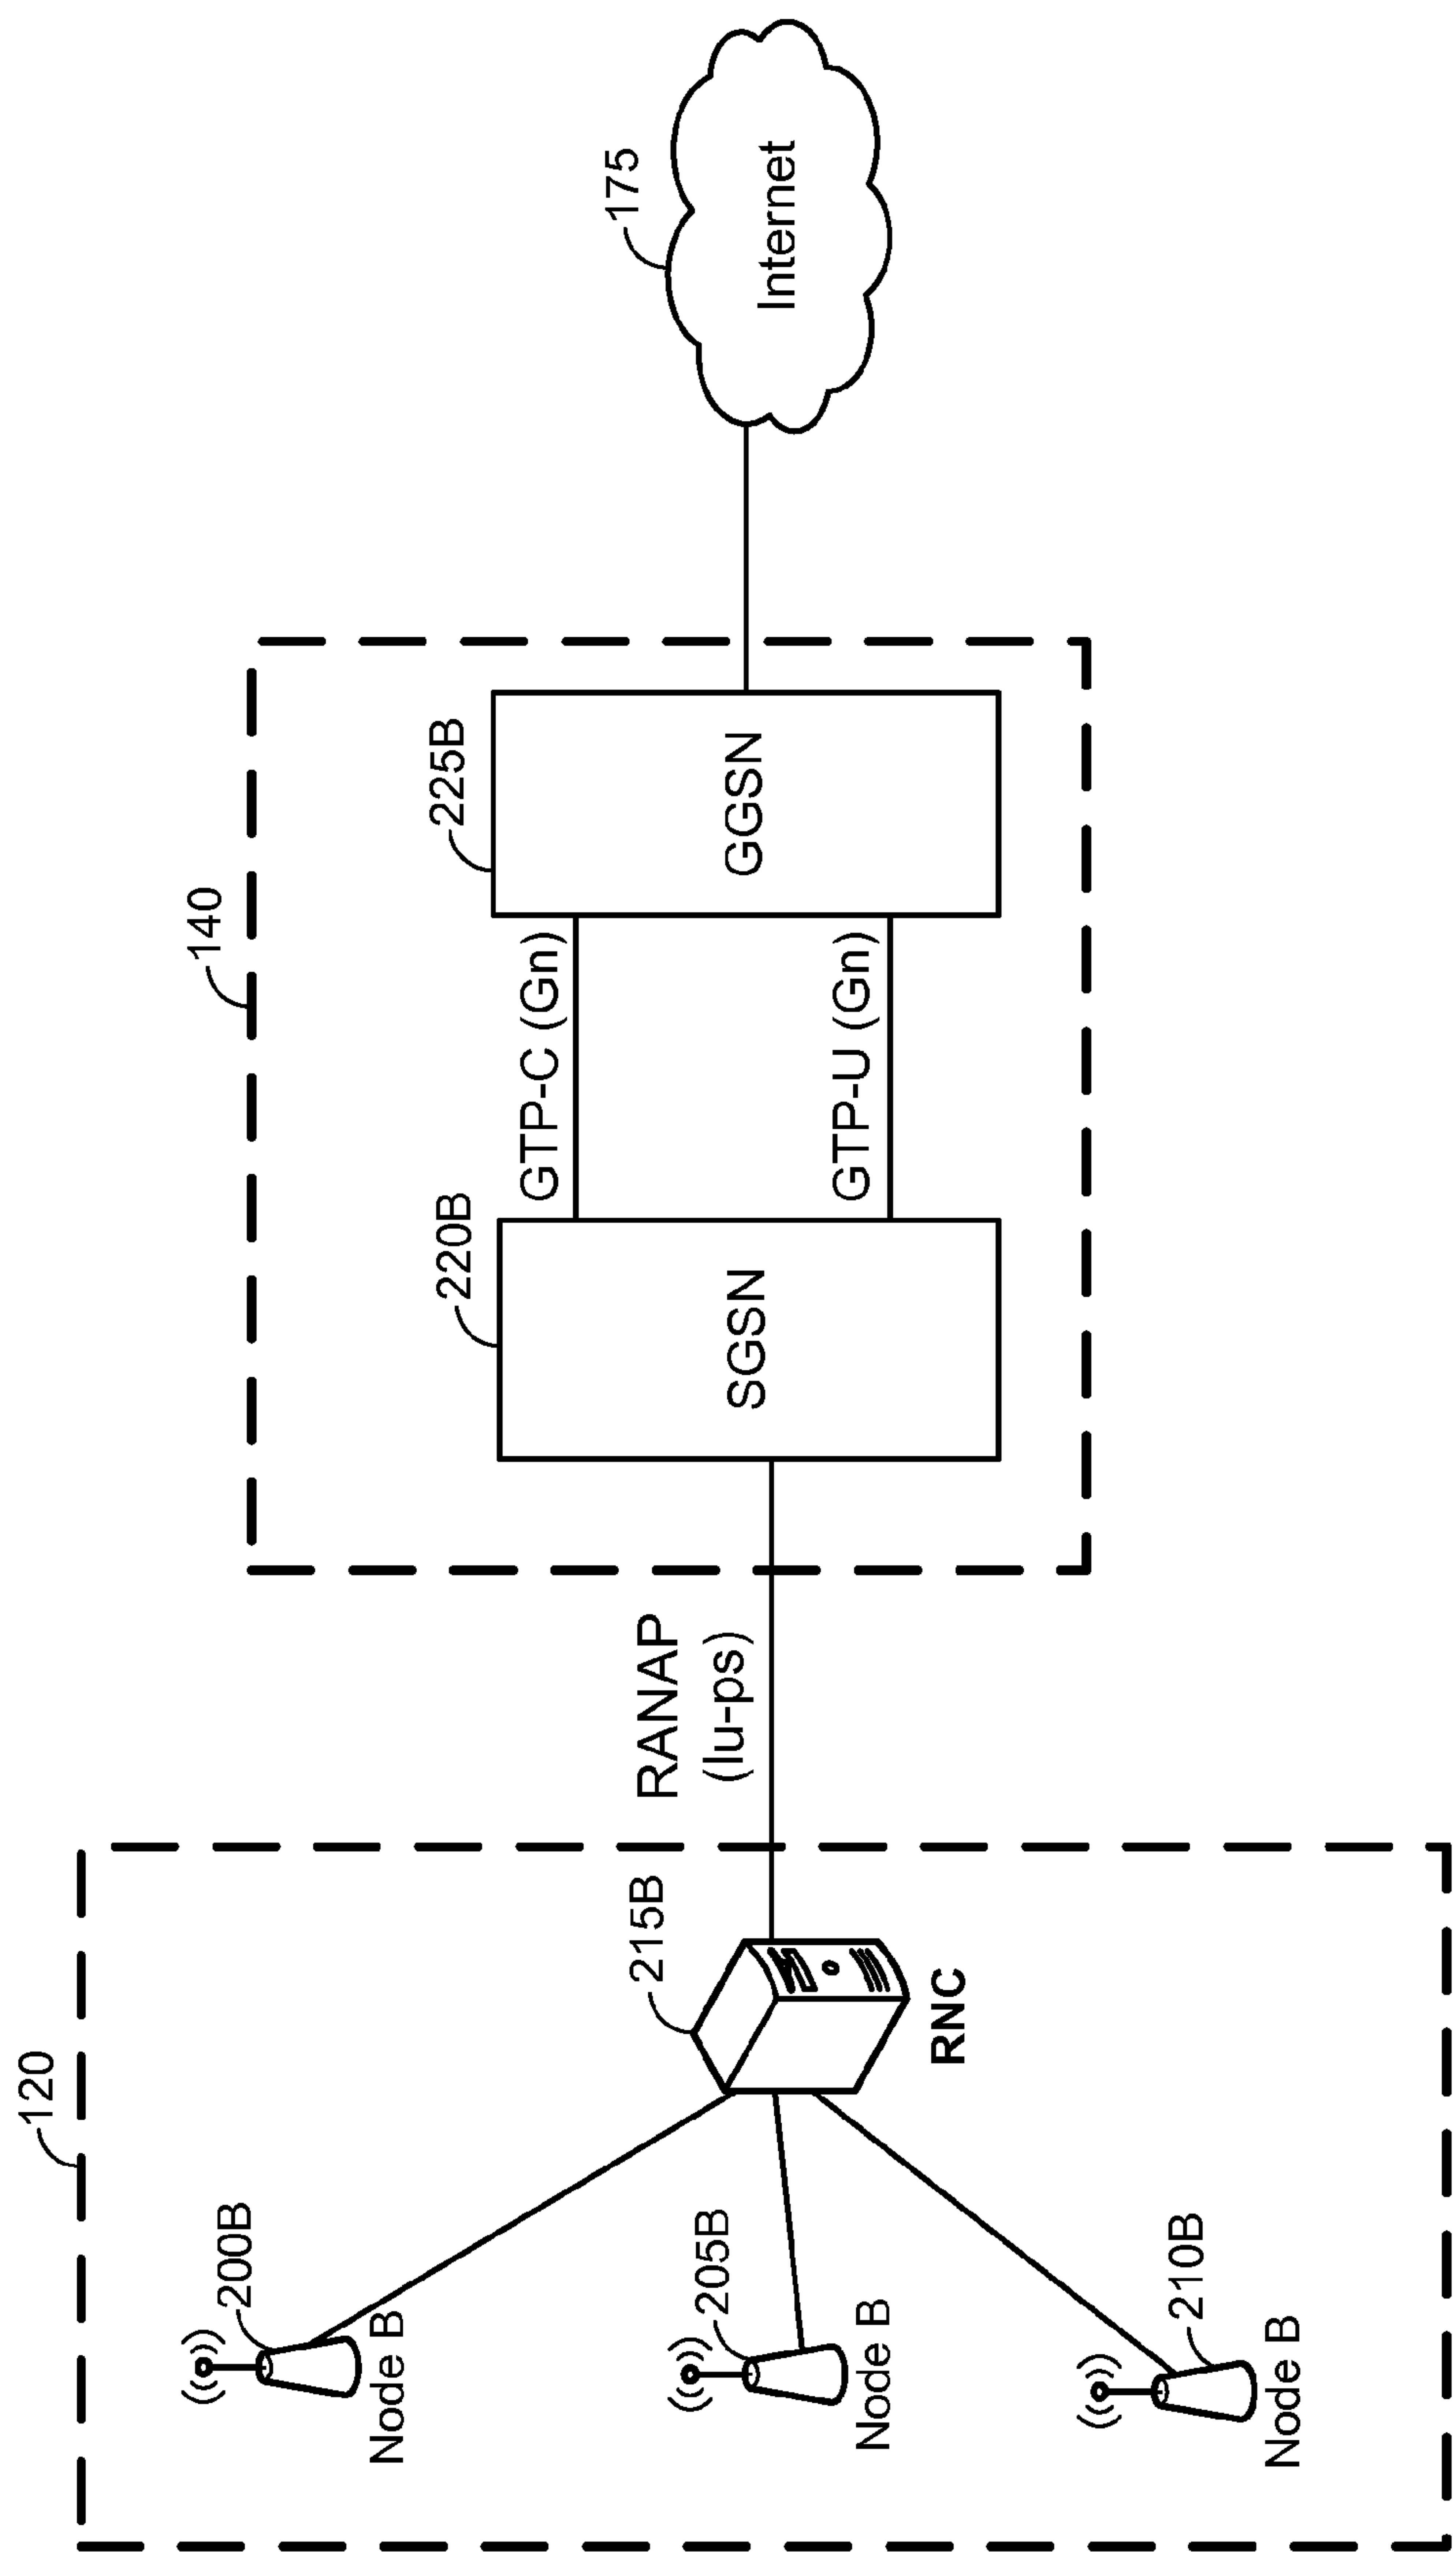 120
200B
Node B
205B
Node B
210B
Node B
215B
RNC
RANAP
(Iu-ps)
140
220B
SGSN
GTP-C (Gn)
GTP-U (Gn)
225B
GGSN
175
Internet